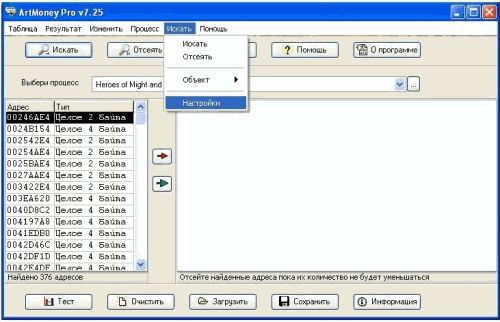 ArtMoney Pro v7.25
Таблица Результат Изменить Процесс Искать Помощь
Искать Отсеять ? Помощь О программе
Искать
Отсеять
Объект
Настройки
Выбери процесс Heroes of Might and ...
Адрес Тип
00246AE4 Целое 2 байта
0024B154 Целое 4 байта
002542E4 Целое 2 байта
00254AE4 Целое 2 байта
0025BAE4 Целое 2 байта
0027AAE4 Целое 2 байта
003422E4 Целое 2 байта
003EA620 Целое 4 байта
0040D8C2 Целое 4 байта
004197A8 Целое 4 байта
0041EDB0 Целое 4 байта
0042D46C Целое 4 байта
0042DF1D Целое 4 байта
0042E4DF Целое 4 байта
Найдено 376 адресов Отсейте найденные адреса пока их количество не будет уменьшаться
Тест Очистить Загрузить Сохранить Информация